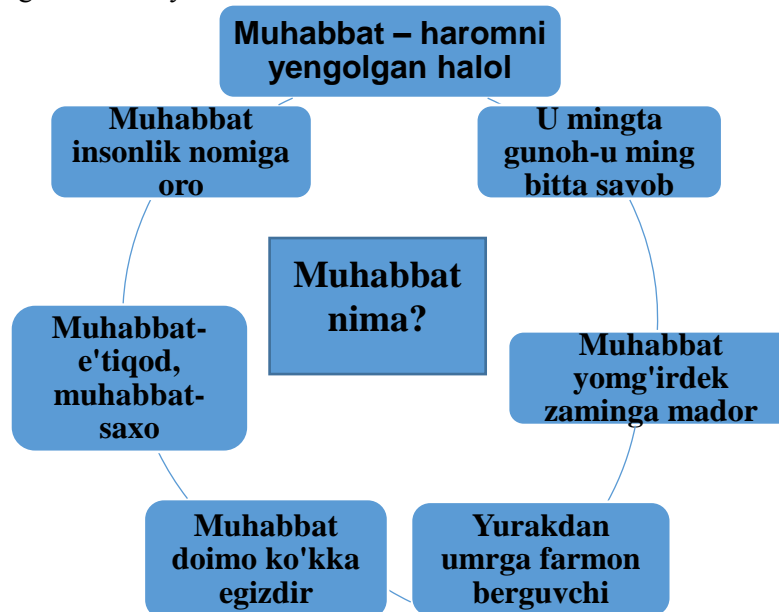 Muhabbat – haromni
yengolgan halol
U mingta
gunoh-u ming
bitta savob
Muhabbat
yomg'irdek
zaminga mador
Yurakdan
umrga farmon
berguvchi
Muhabbat
doimo ko'kka
egizdir
Muhabbat-
e'tiqod,
muhabbat-
saxo
Muhabbat
insonlik nomiga
oro
Muhabbat
nima?